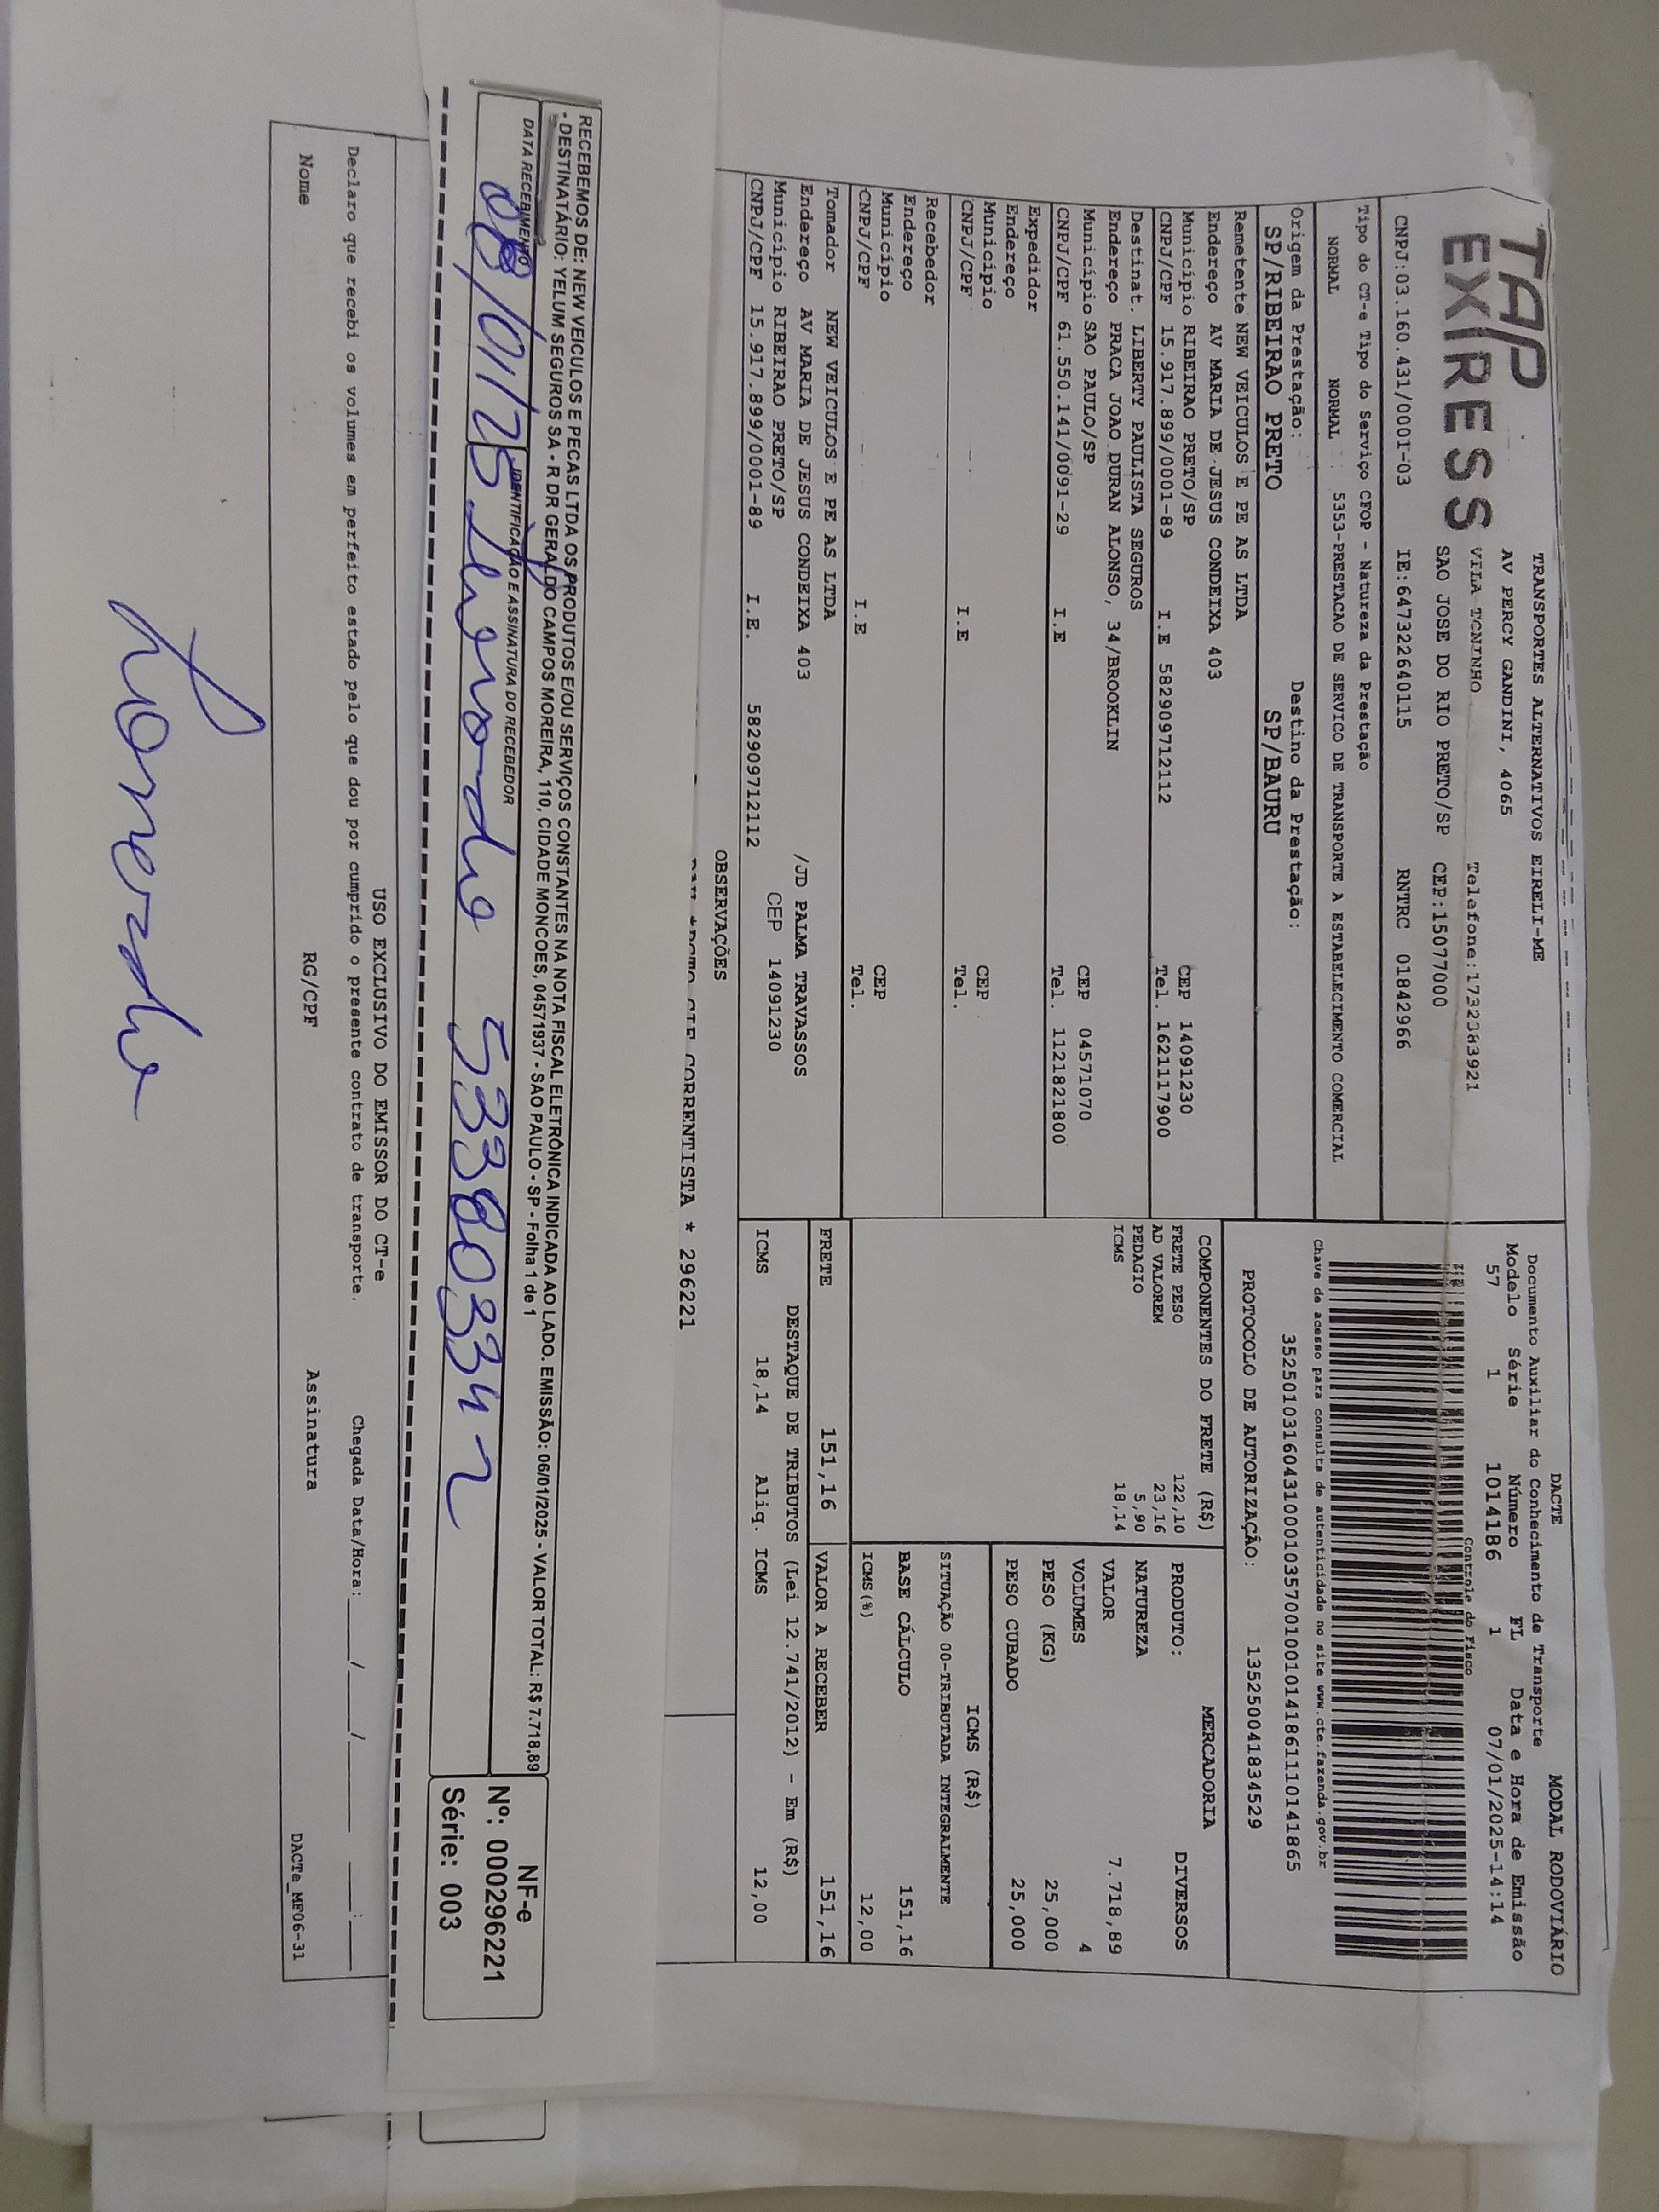 TAP
EXPRESS
TRANSPORTES ALTERNATIVOS EIRELI-ME
AV PERCY GANDINI, 4065
VILA TONINHO Telefone:1732383921
SAO JOSE DO RIO PRETO/SP CEP:15077000
CNPJ:03.160.431/0001-03 IE:647322640115 RNTRC 01842966
DACTE MODAL RODOVIÁRIO
Documento Auxiliar do Conhecimento de Transporte
Modelo Série Número FL Data e Hora de Emissão
57 1 1014186 1 07/01/2025-14:14
Controle do Fisco
Chave de acesso para consulta de autenticidade no site www.cte.fazenda.gov.br
PROTOCOLO DE AUTORIZAÇÃO: 135250041834529
Tipo do CT-e Tipo do Serviço CFOP - Natureza da Prestação
NORMAL NORMAL 5353-PRESTACAO DE SERVICO DE TRANSPORTE A ESTABELECIMENTO COMERCIAL
Origem da Prestação: Destino da Prestação:
SP/RIBEIRAO PRETO SP/BAURU
Remetente NEW VEICULOS E PE AS LTDA
Endereço AV MARIA DE JESUS CONDEIXA 403
Município RIBEIRAO PRETO/SP CEP 14091230
CNPJ/CPF 15.917.899/0001-89 I.E 582909712112 Tel. 1621117900
Destinat. LIBERTY PAULISTA SEGUROS
Endereço PRACA JOAO DURAN ALONSO, 34/BROOKLIN
Município SAO PAULO/SP CEP 04571070
CNPJ/CPF 61.550.141/0091-29 I.E Tel. 1121821800
Expedidor
Endereço
Município CEP
CNPJ/CPF I.E Tel.
Recebedor
Endereço
Município CEP
CNPJ/CPF I.E Tel.
Tomador NEW VEICULOS E PE AS LTDA
Endereço AV MARIA DE JESUS CONDEIXA 403 /JD PALMA TRAVASSOS
Município RIBEIRAO PRETO/SP CEP 14091230
CNPJ/CPF 15.917.899/0001-89 I.E. 582909712112
COMPONENTES DO FRETE (R$)
FRETE PESO 122,10
AD VALOREM 23,16
PEDAGIO 5,90
ICMS 18,14
MERCADORIA
PRODUTO: DIVERSOS
NATUREZA
VALOR 7.718,89
VOLUMES 4
PESO (KG) 25,000
PESO CUBADO 25,000
ICMS (R$)
SITUAÇÃO 00-TRIBUTADA INTEGRALMENTE
BASE CÁLCULO 151,16
ICMS(%) 12,00
FRETE 151,16 VALOR A RECEBER 151,16
DESTAQUE DE TRIBUTOS (Lei 12.741/2012) - Em (R$)
ICMS 18,14 Aliq. ICMS 12,00
OBSERVAÇÕES
CORRENTISTA * 296221
RECEBEMOS DE: NEW VEICULOS E PECAS LTDA OS PRODUTOS E/OU SERVIÇOS CONSTANTES NA NOTA FISCAL ELETRÔNICA INDICADA AO LADO. EMISSÃO: 06/01/2025 - VALOR TOTAL: R$ 7.718,89
- DESTINATÁRIO: YELUM SEGUROS SA - R DR GERALDO CAMPOS MOREIRA, 110, CIDADE MONCOES, 04571937 - SAO PAULO - SP - Folha 1 de 1
DATA RECEBIMENTO IDENTIFICAÇÃO E ASSINATURA DO RECEBEDOR
08/01/25
NF-e
Nº: 000296221
Série: 003
USO EXCLUSIVO DO EMISSOR DO CT-e
Declaro que recebi os volumes em perfeito estado pelo que dou por cumprido o presente contrato de transporte. Chegada Data/Hora:
Nome RG/CPF Assinatura
DACTe_MF06-31